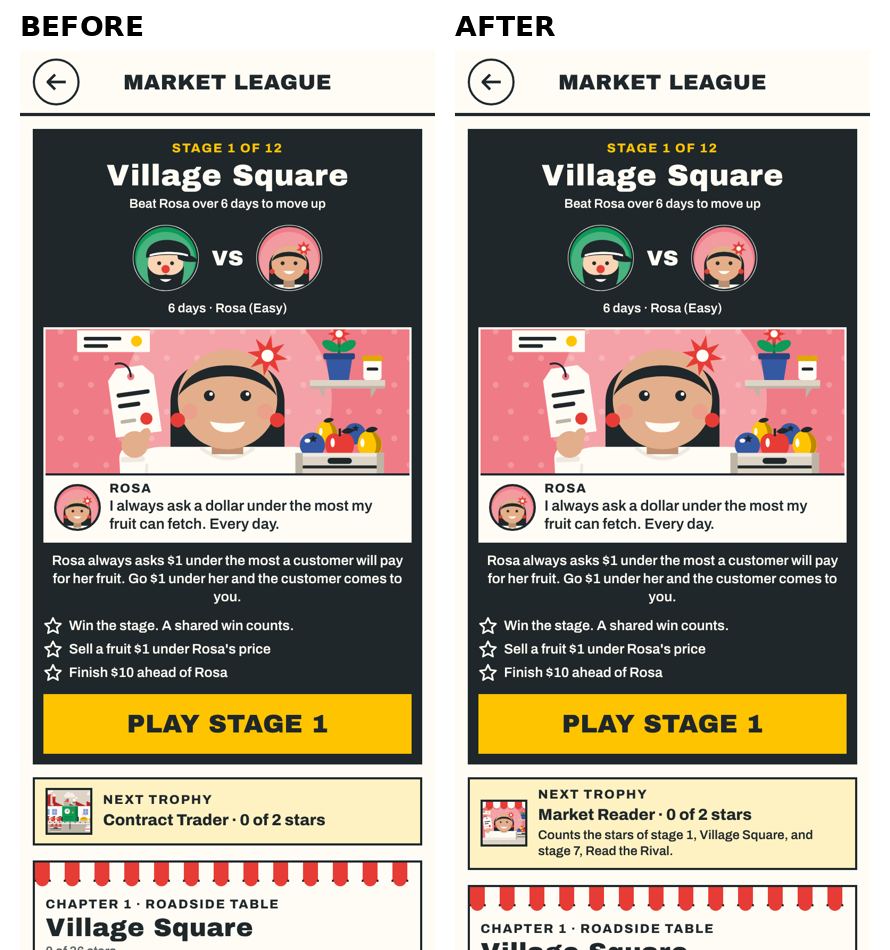 BEFORE
MARKET LEAGUE
STAGE 1 OF 12
Village Square
Beat Rosa over 6 days to move up
VS
6 days · Rosa (Easy)
ROSA
I always ask a dollar under the most my
fruit can fetch. Every day.
Rosa always asks $1 under the most a customer will pay
for her fruit. Go $1 under her and the customer comes to
you.
Win the stage. A shared win counts.
Sell a fruit $1 under Rosa's price
Finish $10 ahead of Rosa
PLAY STAGE 1
NEXT TROPHY
Contract Trader · 0 of 2 stars
CHAPTER 1 · ROADSIDE TABLE
Village Square
0 of 36 stars
AFTER
MARKET LEAGUE
STAGE 1 OF 12
Village Square
Beat Rosa over 6 days to move up
VS
6 days · Rosa (Easy)
ROSA
I always ask a dollar under the most my
fruit can fetch. Every day.
Rosa always asks $1 under the most a customer will pay
for her fruit. Go $1 under her and the customer comes to
you.
Win the stage. A shared win counts.
Sell a fruit $1 under Rosa's price
Finish $10 ahead of Rosa
PLAY STAGE 1
NEXT TROPHY
Market Reader · 0 of 2 stars
Counts the stars of stage 1, Village Square, and
stage 7, Read the Rival.
CHAPTER 1 · ROADSIDE TABLE
Village Square